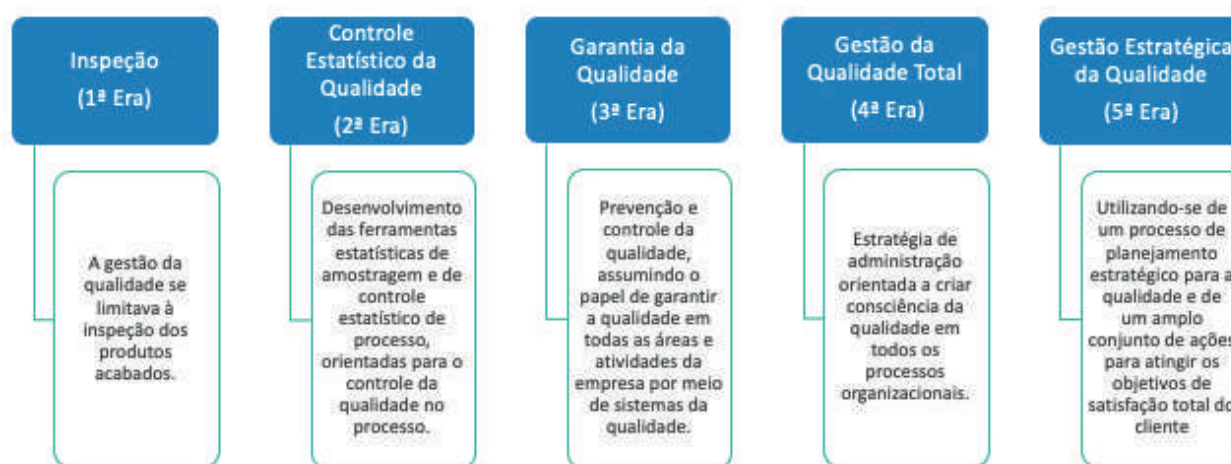 Inspeção
(1ª Era)
A gestão da
qualidade se
limitava à
inspeção dos
produtos
acabados.
Controle
Estatístico da
Qualidade
(2ª Era)
Desenvolvimento
das ferramentas
estatísticas de
amostragem e de
controle
estatístico de
processo,
orientadas para o
controle da
qualidade no
processo.
Garantia da
Qualidade
(3ª Era)
Prevenção e
controle da
qualidade,
assumindo o
papel de garantir
a qualidade em
todas as áreas e
atividades da
empresa por meio
de sistemas da
qualidade.
Gestão da
Qualidade Total
(4ª Era)
Estratégia de
administração
orientada a criar
consciência da
qualidade em
todos os
processos
organizacionais.
Gestão Estratégica
da Qualidade
(5ª Era)
Utilizando-se de
um processo de
planejamento
estratégico para a
qualidade e de
um amplo
conjunto de ações
para atingir os
objetivos de
satisfação total do
cliente